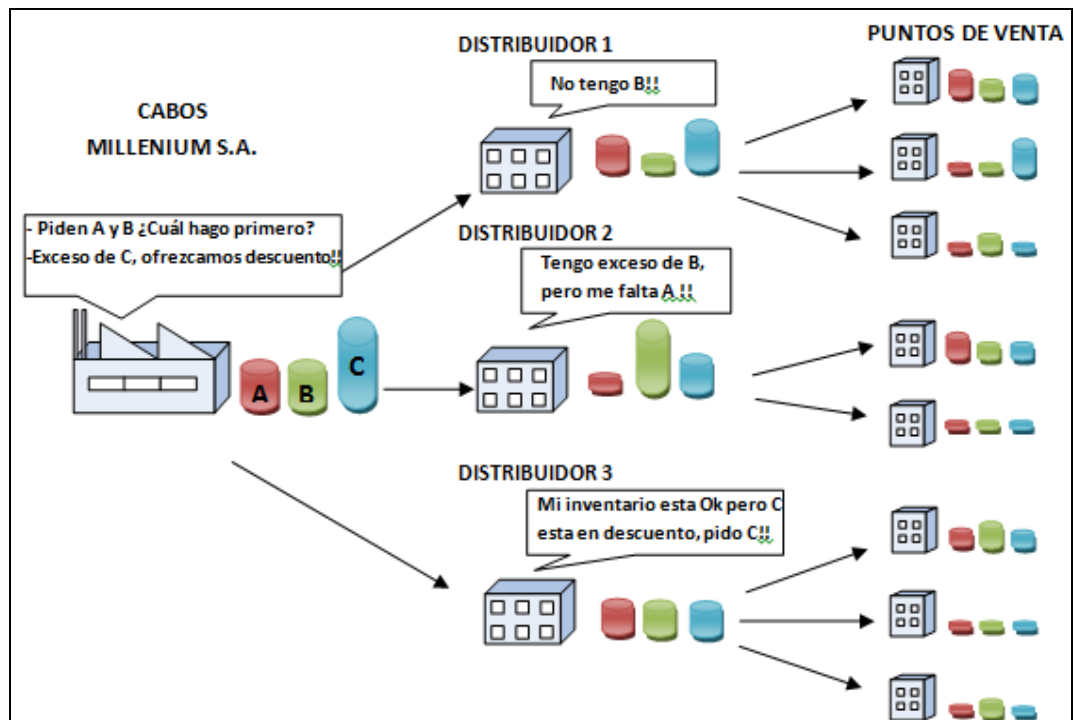 PUNTOS DE VENTA
DISTRIBUIDOR 1
No tengo B!!
CABOS
MILLENIUM S.A.
- Piden A y B ¿Cuál hago primero?
-Exceso de C, ofrezcamos descuento!!
DISTRIBUIDOR 2
Tengo exceso de B,
pero me falta A !!
A
B
C
DISTRIBUIDOR 3
Mi inventario esta Ok pero C
esta en descuento, pido C!!